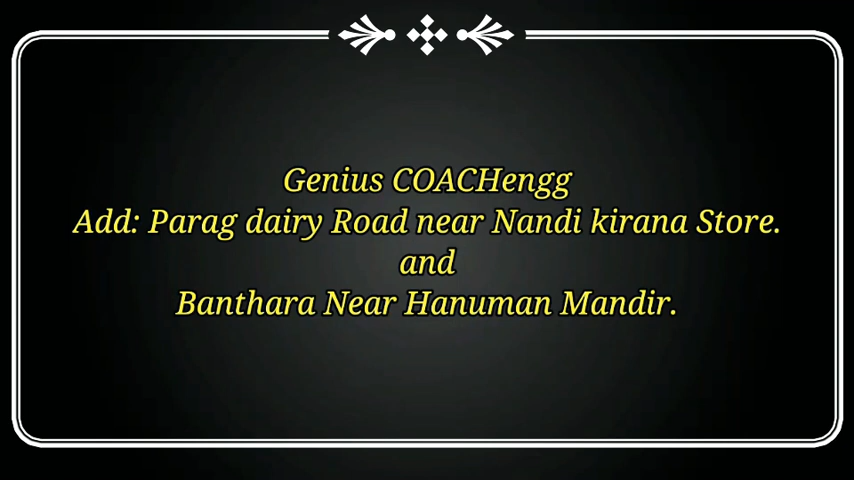 Genius COACHengg
Add: Parag dairy Road near Nandi kirana Store.
and
Banthara Near Hanuman Mandir.